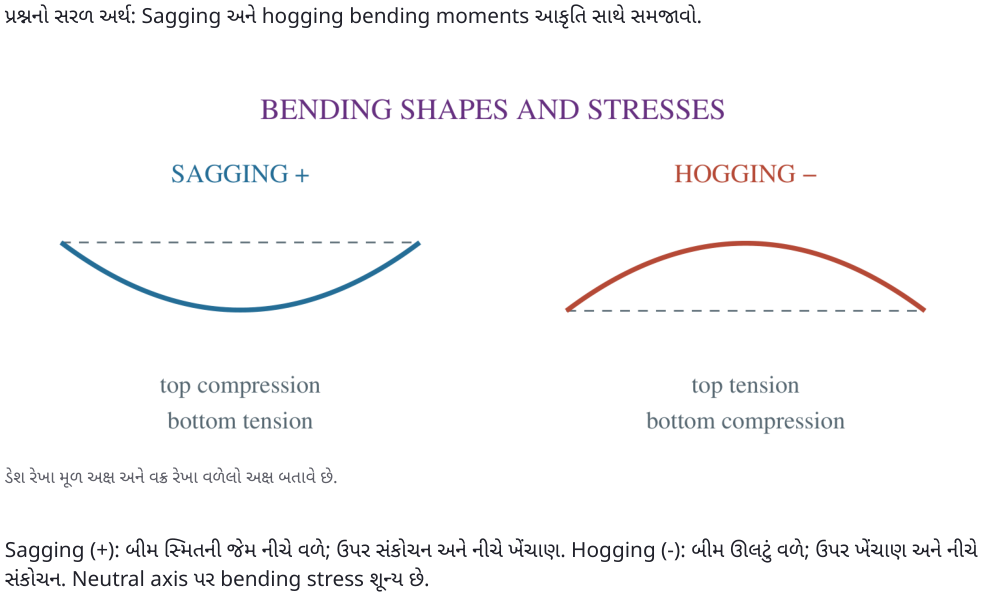 પ્રશ્નનો સરળ અર્થ: Sagging અને hogging bending moments આકૃતિ સાથે સમજાવો.
BENDING SHAPES AND STRESSES
SAGGING +
HOGGING –
top compression
bottom tension
top tension
bottom compression
ડેશ રેખા મૂળ અક્ષ અને વક્ર રેખા વળેલો અક્ષ બતાવે છે.
Sagging (+): બીમ સ્મિતની જેમ નીચે વળે; ઉપર સંકોચન અને નીચે ખેંચાણ. Hogging (-): બીમ ઊલટું વળે; ઉપર ખેંચાણ અને નીચે
સંકોચન. Neutral axis પર bending stress શૂન્ય છે.